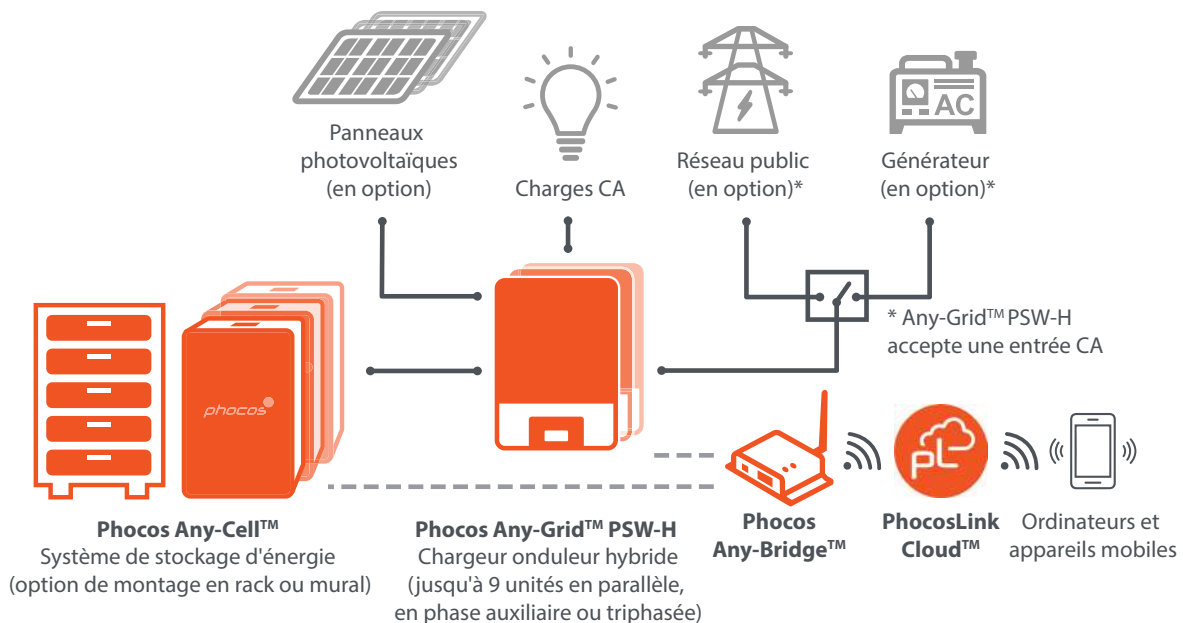 Panneaux
photovoltaïques
(en option)
Charges CA
Réseau public
(en option)*
AC
Générateur
(en option)*
* Any-Grid™ PSW-H
accepte une entrée CA
phocos
pL
Phocos Any-Cell™
Système de stockage d'énergie
(option de montage en rack ou mural)
Phocos Any-Grid™ PSW-H
Chargeur onduleur hybride
(jusqu'à 9 unités en parallèle,
en phase auxiliaire ou triphasée)
Phocos
Any-Bridge™
PhocosLink
Cloud™
Ordinateurs et
appareils mobiles